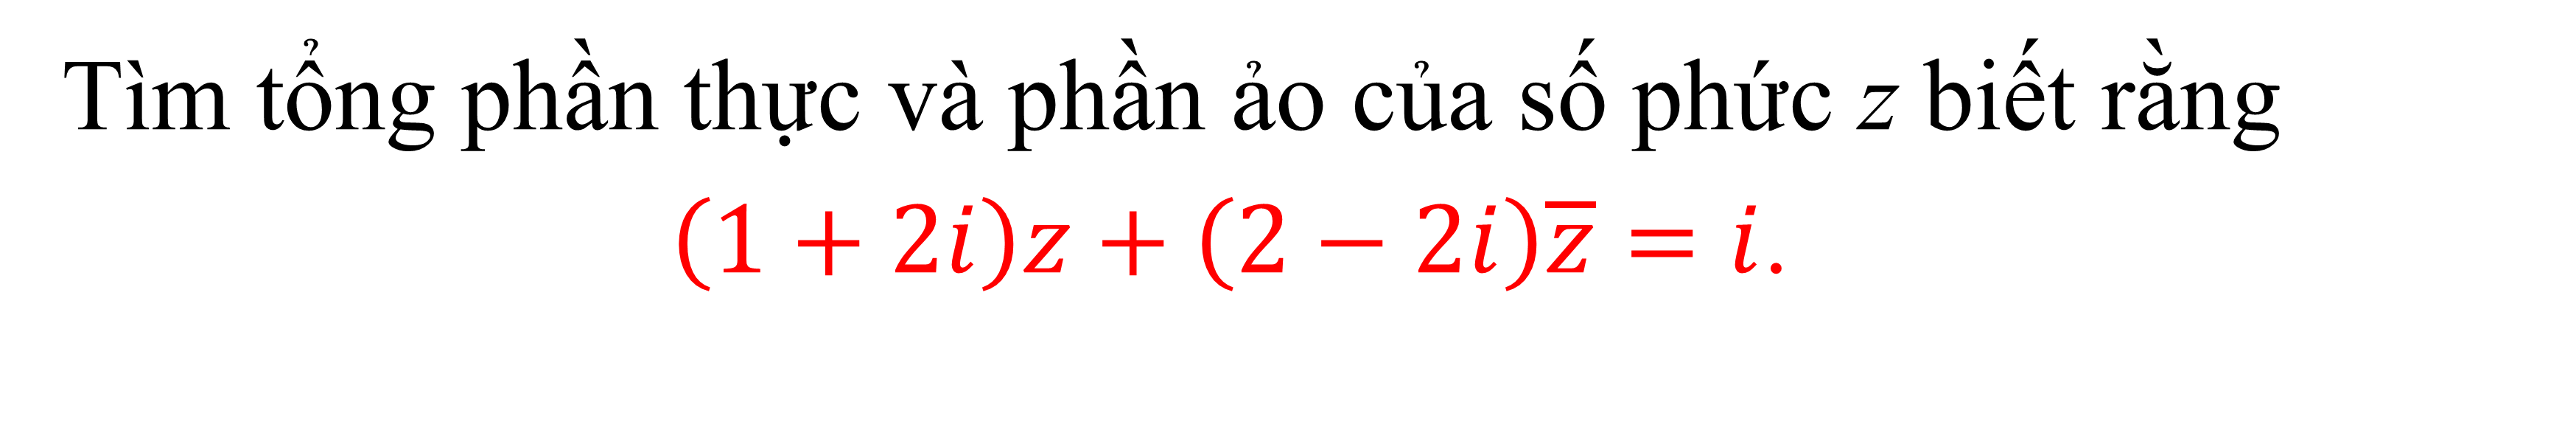 Tìm tổng phần thực và phần ảo của số phức z biết rằng
(1 + 2i)z + (2 − 2i)z̅ = i.